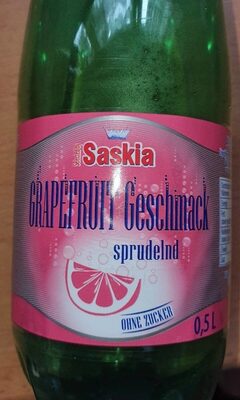 Saskia
GRAPEFRUIT Geschmack
sprudelnd
OHNE ZUCKER
0,5 L